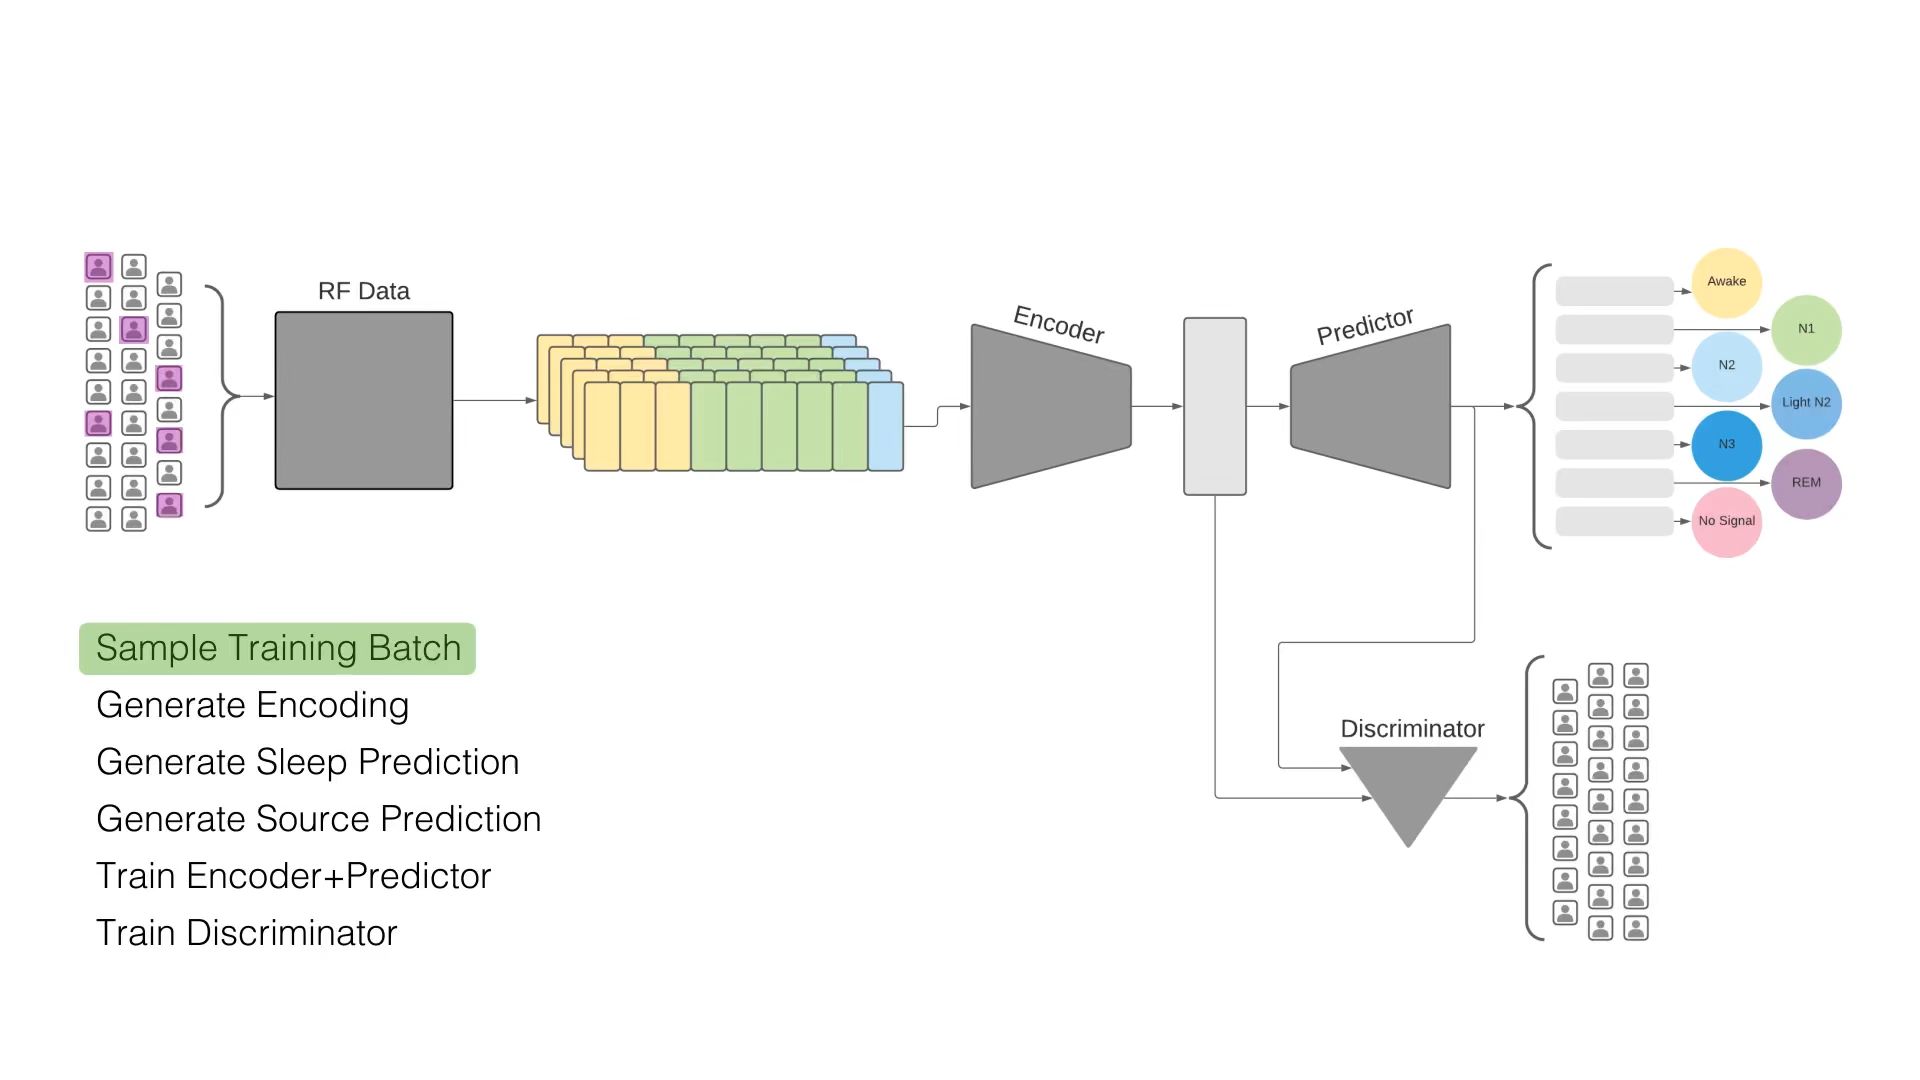 RF Data
Encoder
Predictor
Awake
N1
N2
Light N2
N3
REM
No Signal
Sample Training Batch
Generate Encoding
Generate Sleep Prediction
Generate Source Prediction
Train Encoder+Predictor
Train Discriminator
Discriminator